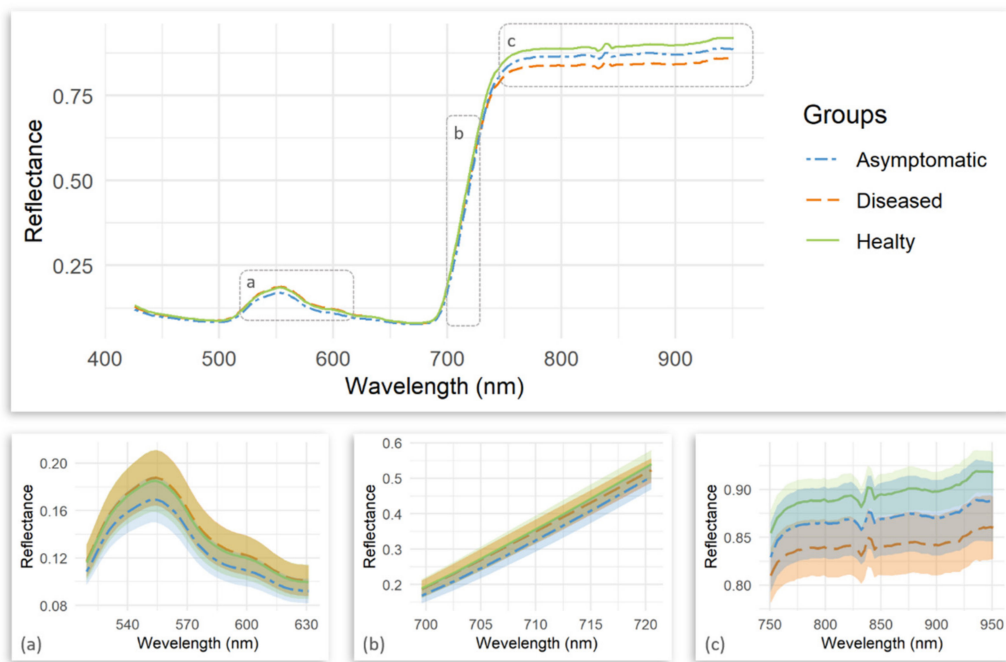 c
0.75
b
Groups
Reflectance
0.50
Asymptomatic
Diseased
0.25
a
Healty
400 500 600 700 800 900
Wavelength (nm)
0.20
0.16
0.12
0.08
Reflectance
540 570 600 630
(a) Wavelength (nm)
0.6
0.5
0.4
0.3
0.2
Reflectance
700 705 710 715 720
(b) Wavelength (nm)
0.90
0.85
0.80
Reflectance
750 800 850 900 950
(c) Wavelength (nm)